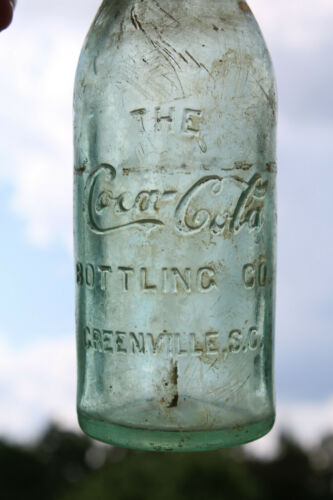 THE
Coca-Cola
BOTTLING CO.
GREENVILLE, S.C.